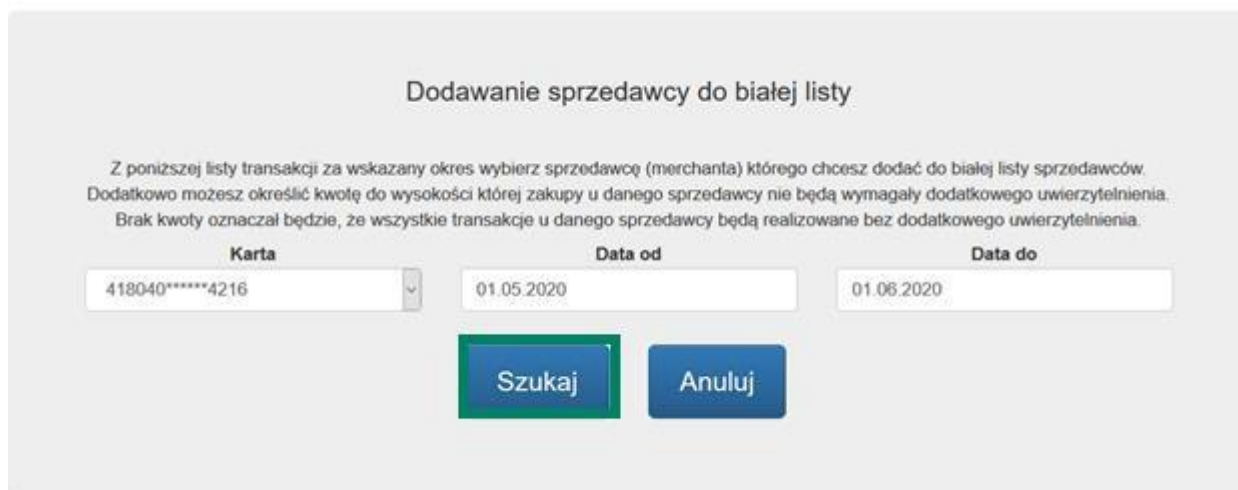 Dodawanie sprzedawcy do białej listy
Z poniższej listy transakcji za wskazany okres wybierz sprzedawcę (merchanta) którego chcesz dodać do białej listy sprzedawców.
Dodatkowo możesz określić kwotę do wysokości której zakupy u danego sprzedawcy nie będą wymagały dodatkowego uwierzytelnienia.
Brak kwoty oznaczał będzie, że wszystkie transakcje u danego sprzedawcy będą realizowane bez dodatkowego uwierzytelnienia.
Karta Data od Data do
418040******4216 01.05.2020 01.06.2020
Szukaj Anuluj